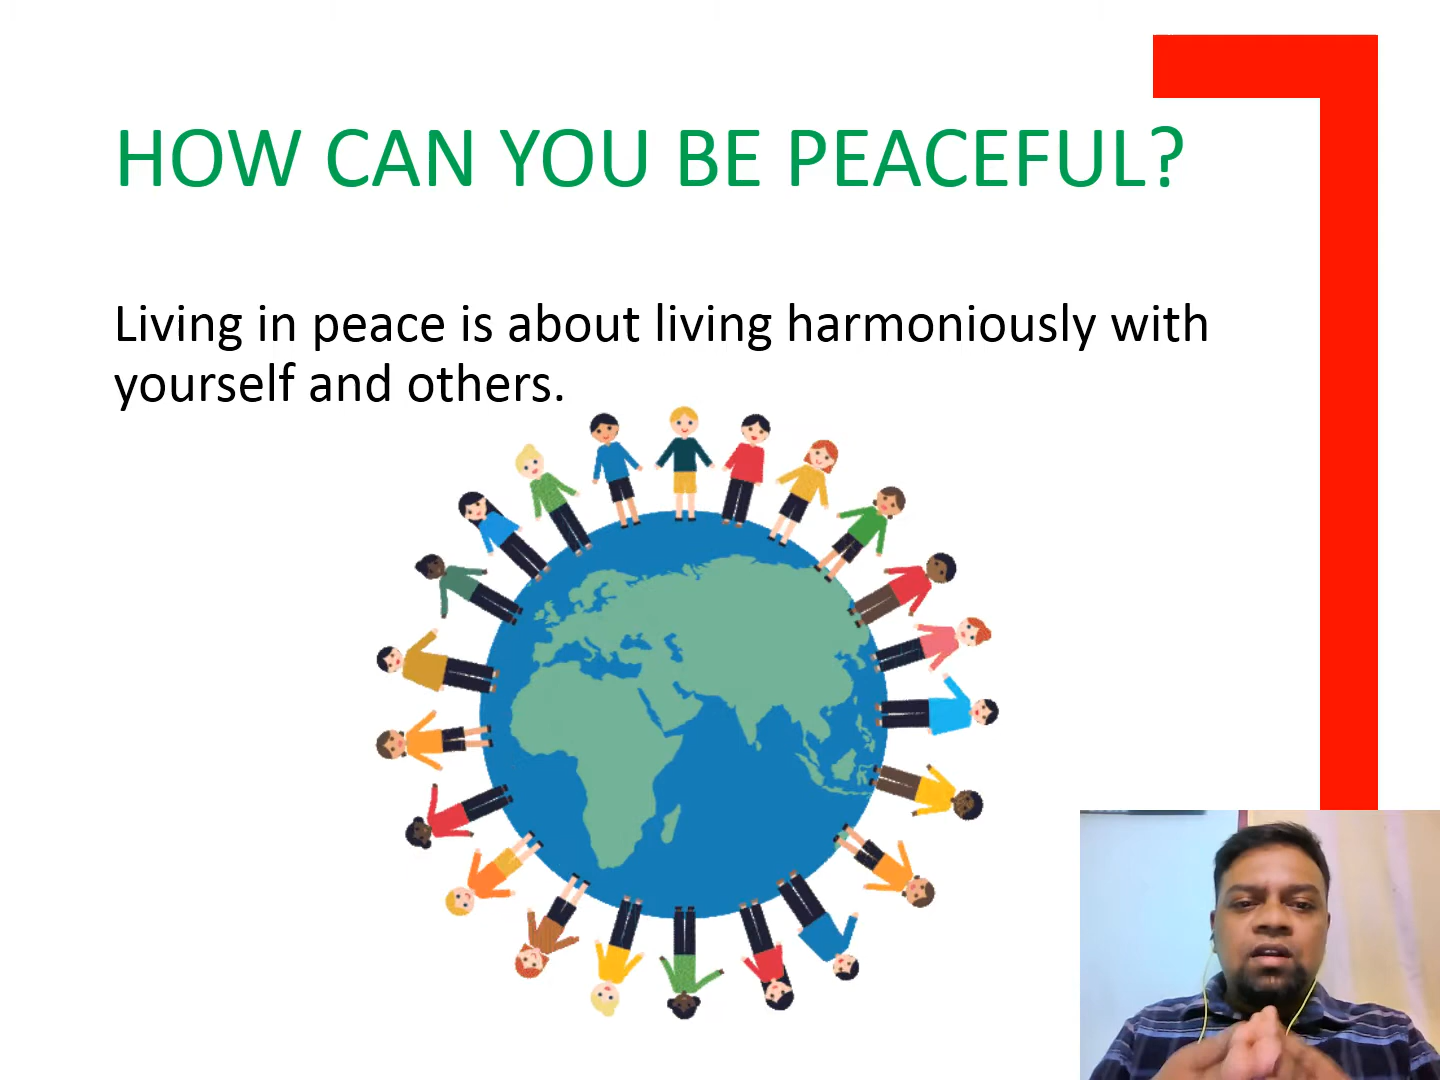 HOW CAN YOU BE PEACEFUL?
Living in peace is about living harmoniously with
yourself and others.